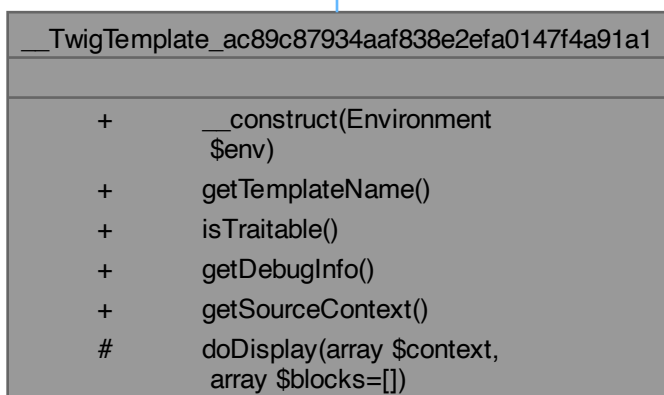 __TwigTemplate_ac89c87934aaf838e2efa0147f4a91a1
+ __construct(Environment
$env)
+ getTemplateName()
+ isTraitable()
+ getDebugInfo()
+ getSourceContext()
# doDisplay(array $context,
array $blocks=[])